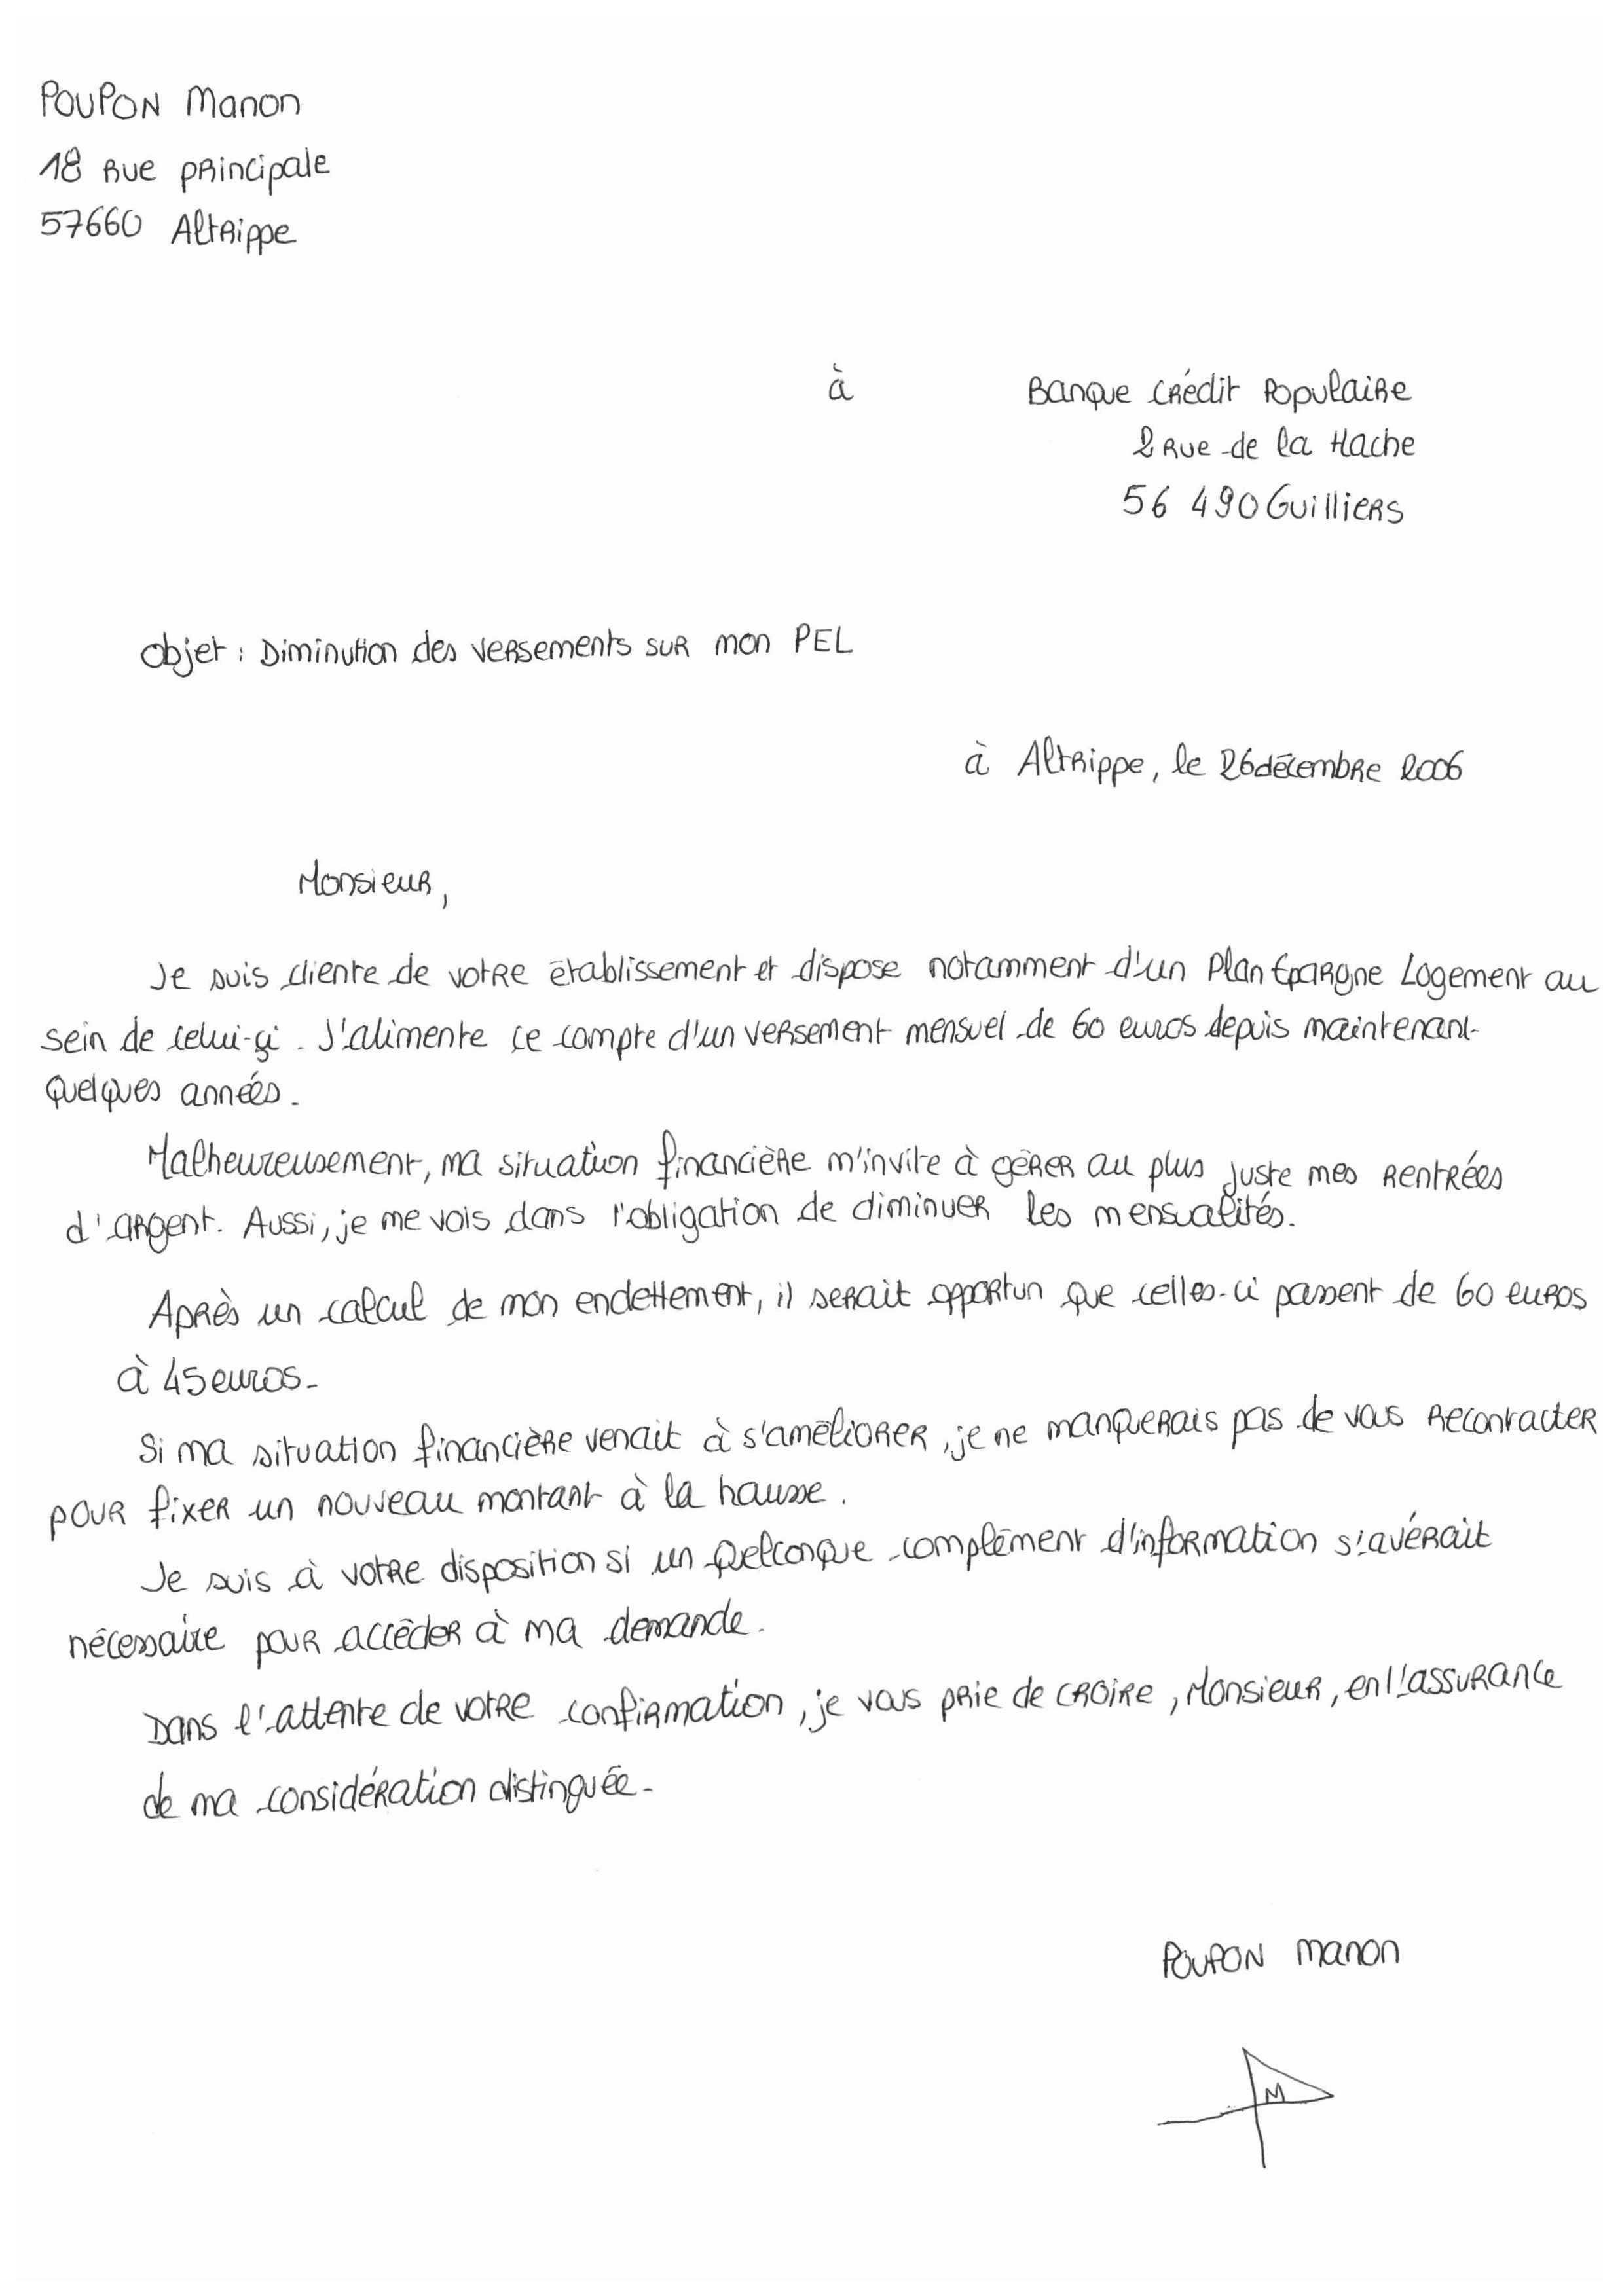 POUPON Manon
18 Rue principale
57660 Altrippe
à Banque Crédit Populaire
2 Rue de la Hache
56 490 Guilliers
Objet : Diminution des versements sur mon PEL
à Altrippe, le 26 décembre 2006
Monsieur,
Je suis cliente de votre établissement et dispose notamment d'un Plan Epargne Logement au
sein de celui-çi. J'alimente ce compte d'un versement mensuel de 60 euros depuis maintenant
quelques années.
Malheureusement, ma situation financière m'invite à gérer au plus juste mes rentrées
d'argent. Aussi, je me vois dans l'obligation de diminuer les mensualités.
Après un calcul de mon endettement, il serait opportun que celles-ci passent de 60 euros
à 45 euros.
Si ma situation financière venait à s'améliorer, je ne manquerais pas de vous recontacter
pour fixer un nouveau montant à la hausse.
Je suis à votre disposition si un quelconque complément d'information s'avérait
nécessaire pour accéder à ma demande.
Dans l'attente de votre confirmation, je vous prie de croire, Monsieur, en l'assurance
de ma considération distinguée.
POUPON Manon
M